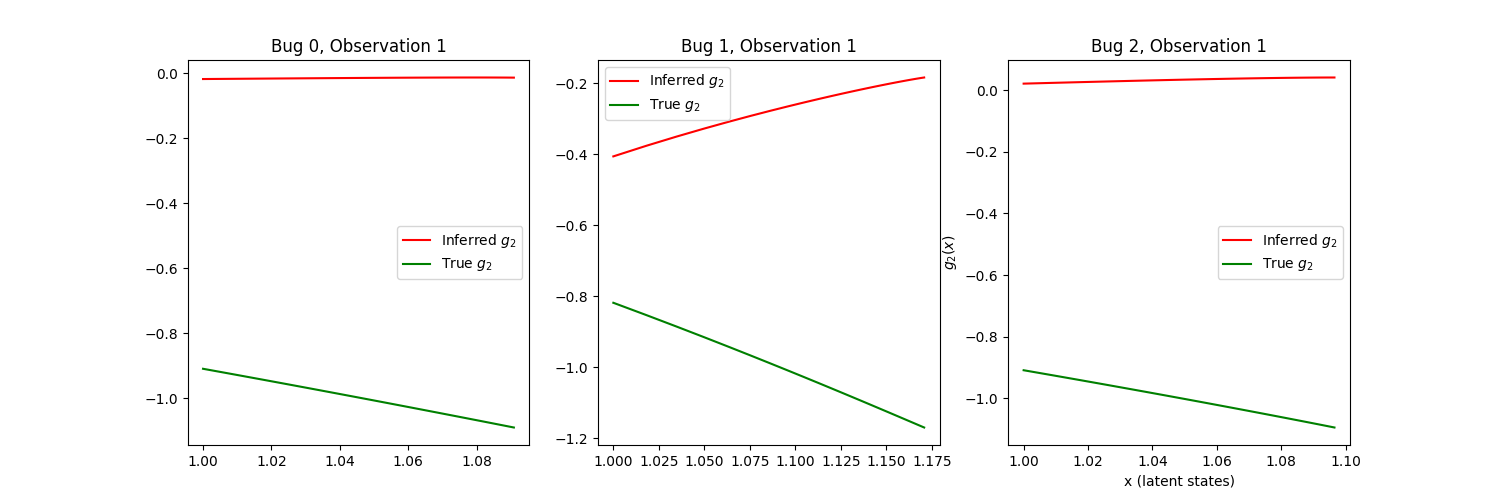 Bug 0, Observation 1
0.0
−0.2
−0.4
−0.6
−0.8
−1.0
Inferred g₂
True g₂
1.00 1.02 1.04 1.06 1.08
Bug 1, Observation 1
Inferred g₂
True g₂
−0.2
−0.4
−0.6
−0.8
−1.0
−1.2
1.000 1.025 1.050 1.075 1.100 1.125 1.150 1.175
Bug 2, Observation 1
g₂(x)
0.0
−0.2
−0.4
−0.6
−0.8
−1.0
Inferred g₂
True g₂
1.00 1.02 1.04 1.06 1.08 1.10
x (latent states)